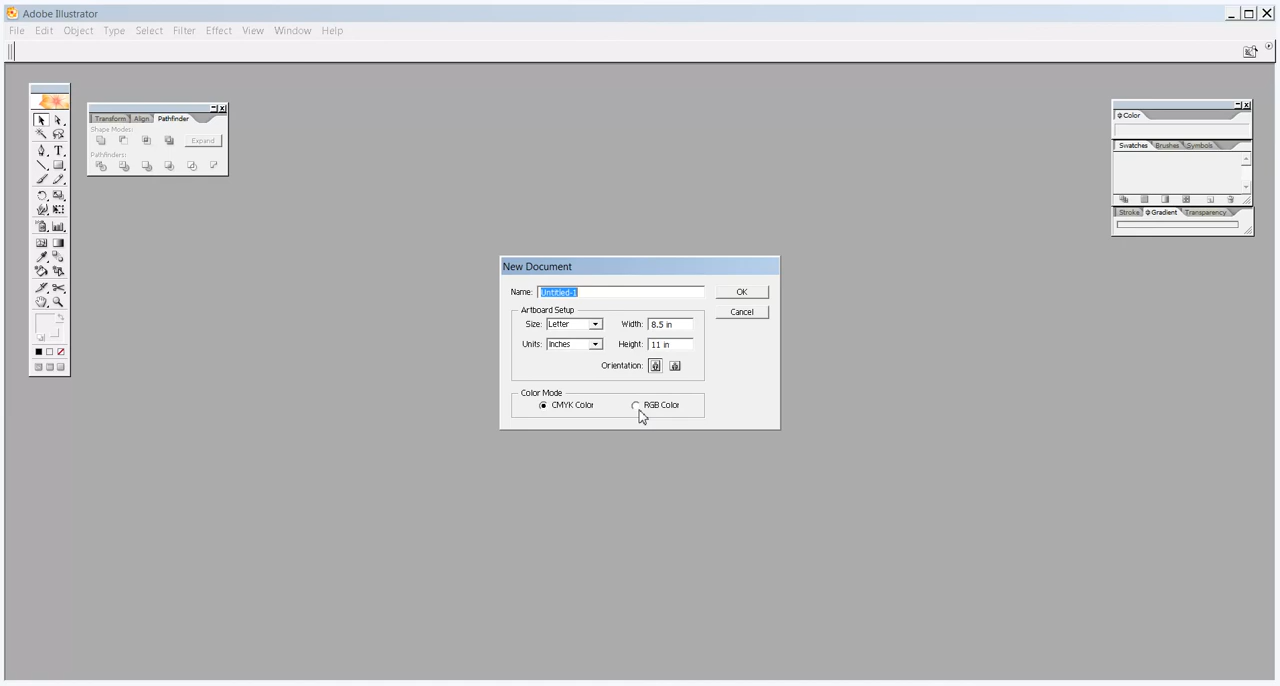 Adobe Illustrator
File Edit Object Type Select Filter Effect View Window Help
Transform Align Pathfinder
Shape Modes:
Expand
Pathfinders:
Color
Swatches Brushes Symbols
Stroke Gradient Transparency
New Document
Name: Untitled-1 OK
Artboard Setup Cancel
Size: Letter Width: 8.5 in
Units: Inches Height: 11 in
Orientation:
Color Mode
CMYK Color RGB Color